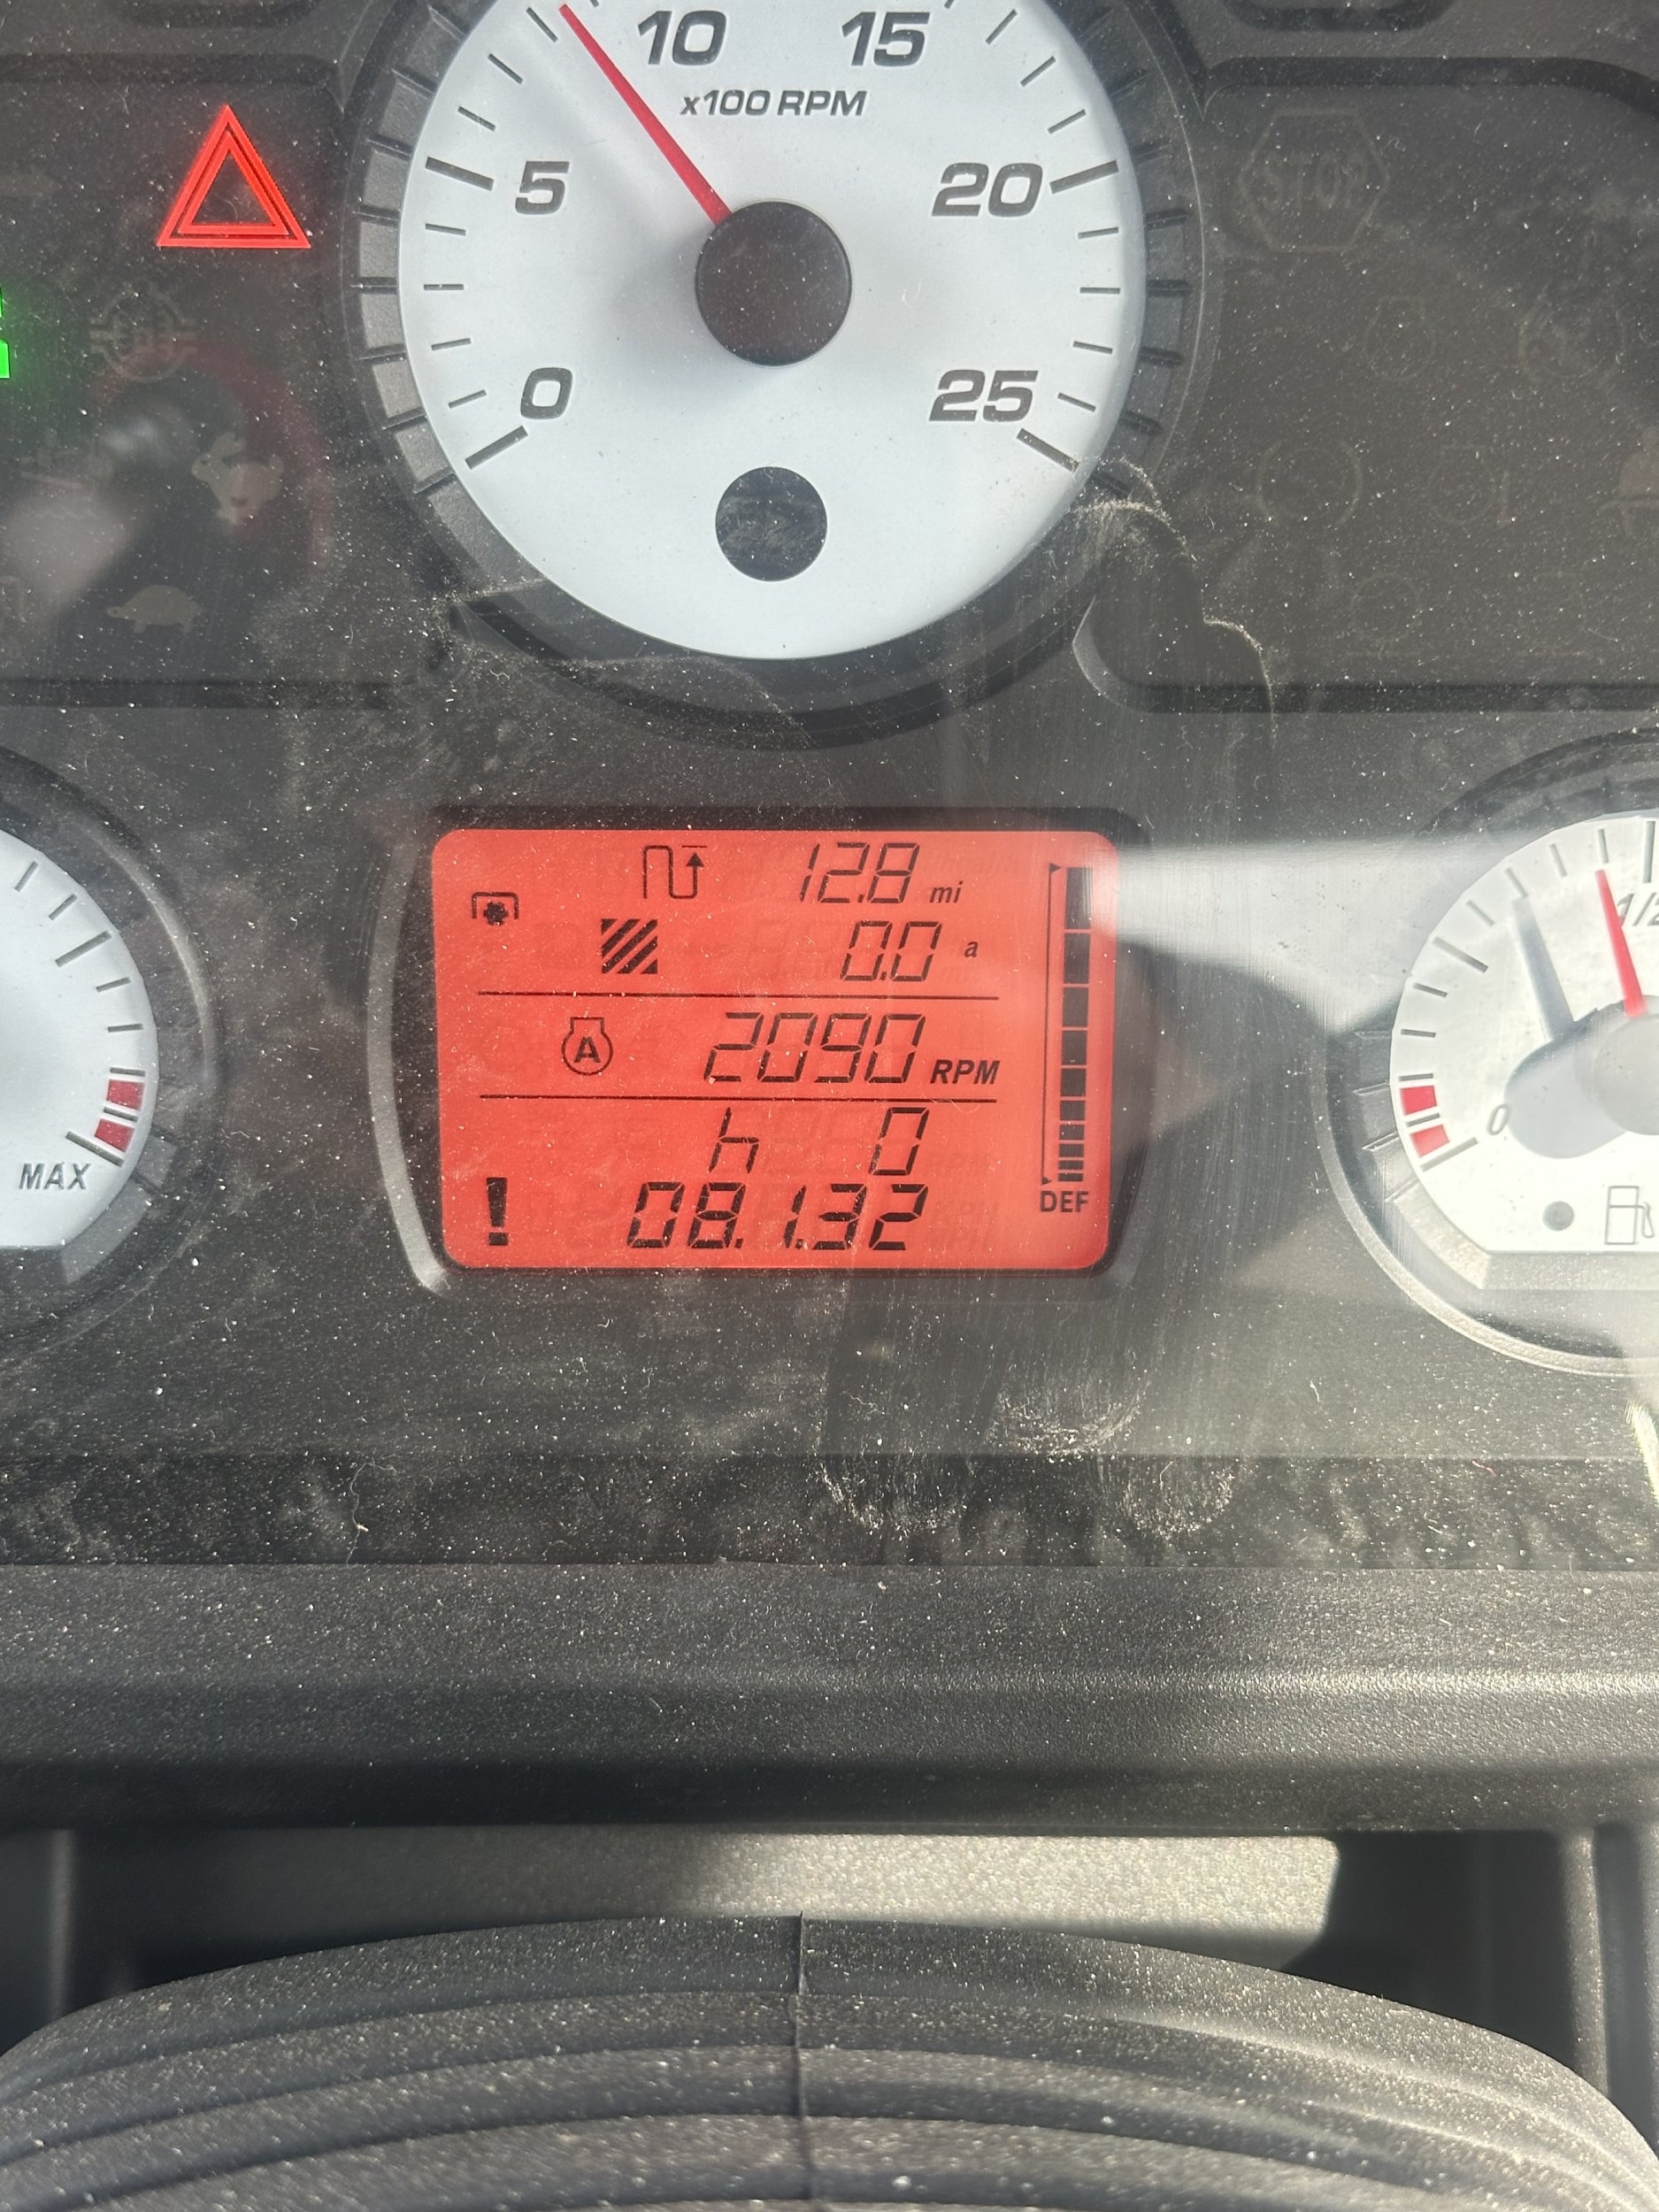 10 15
x100 RPM
5 20
STOP
0 25
12.8 mi
0.0 a
1/2
A 2090 RPM
0
h 0
MAX
! 08.1.32
DEF